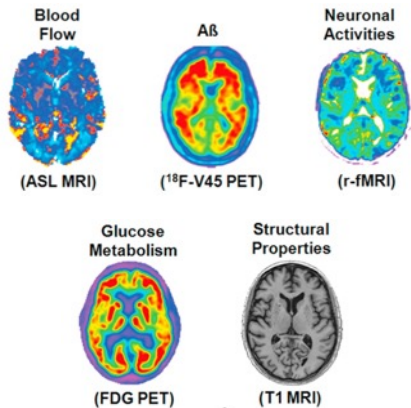 Blood
Flow
Aß
Neuronal
Activities
(ASL MRI)
(¹⁸F-V45 PET)
(r-fMRI)
Glucose
Metabolism
Structural
Properties
(FDG PET)
(T1 MRI)